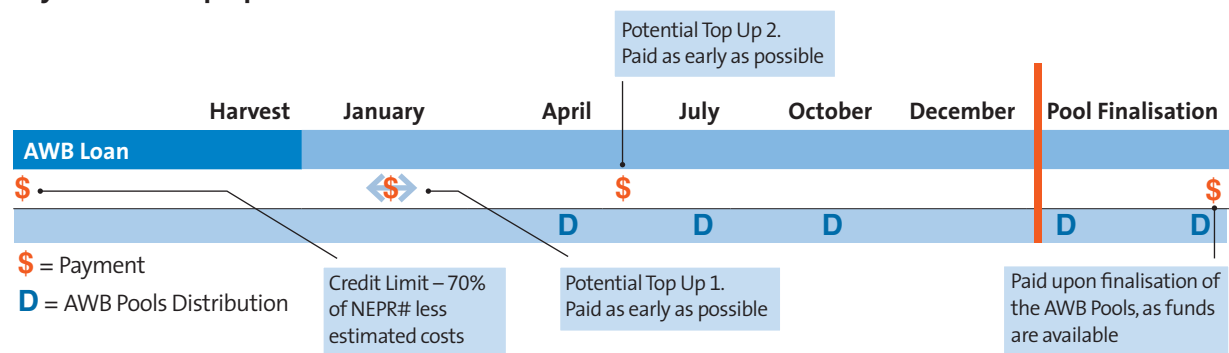 Potential Top Up 2.
Paid as early as possible
Harvest January April July October December Pool Finalisation
AWB Loan
$ $ $ $
D D D D D
$ = Payment
D = AWB Pools Distribution
Credit Limit – 70%
of NEPR# less
estimated costs
Potential Top Up 1.
Paid as early as possible
Paid upon finalisation of
the AWB Pools, as funds
are available